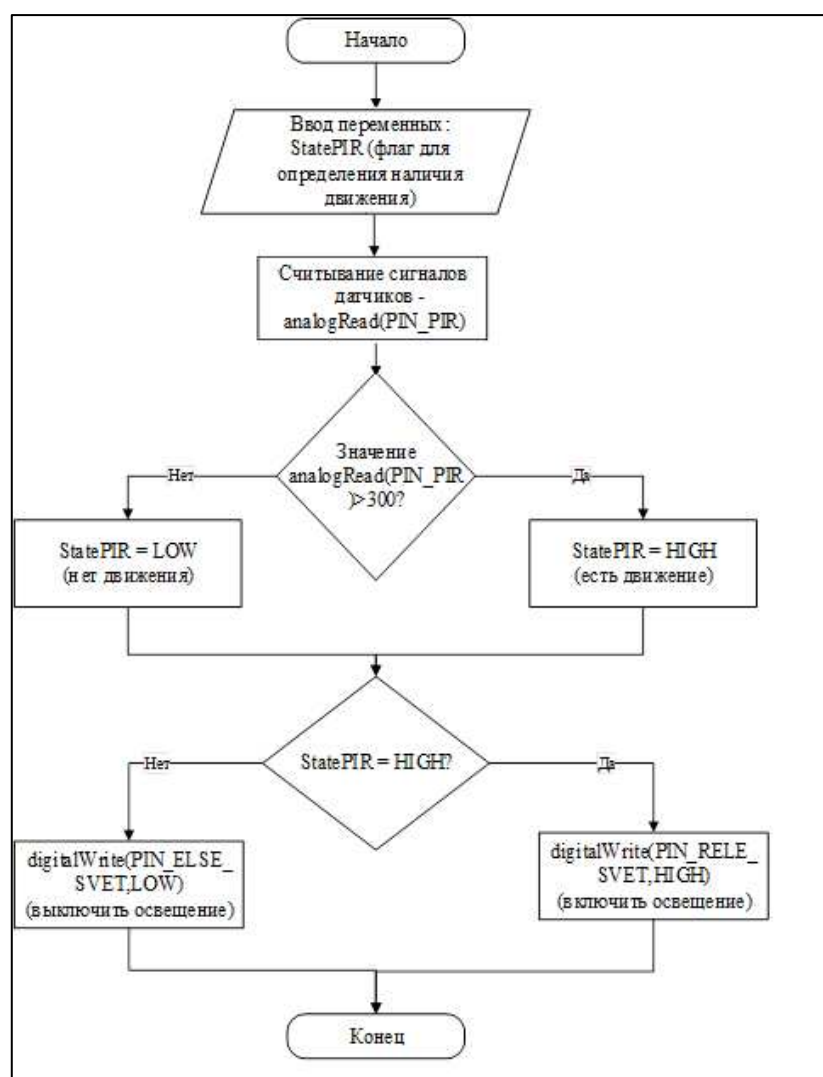 Начало
Ввод переменных :
StatePIR (флаг для
определения наличия
движения)
Считывание сигналов
датчиков -
analogRead(PIN_PIR)
Значение
analogRead(PIN_PIR
)>300?
Нет
Да
StatePIR = LOW
(нет движения)
StatePIR = HIGH
(есть движение)
StatePIR = HIGH?
Нет
Да
digitalWrite(PIN_ELSE_
SVET,LOW)
(выключить освещение)
digitalWrite(PIN_RELE_
SVET,HIGH)
(включить освещение)
Конец